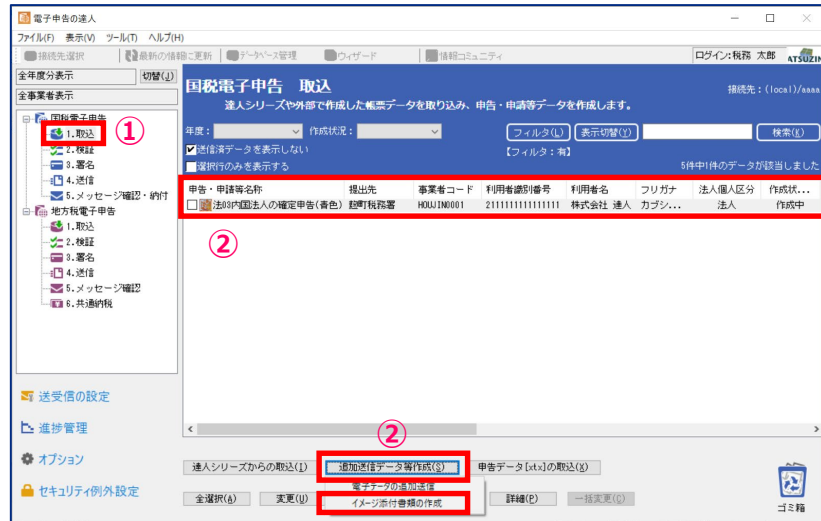 電子申告の達人
ファイル(F) 表示(V) ツール(T) ヘルプ(H)
接続先選択 最新の情報に更新 データベース管理 ウィザード 情報コミュニティ ログイン:税務 太郎 ATSUZIN
全年度分表示 切替(J)
全事業者表示
国税電子申告
1.取込 ①
2.検証
3.署名
4.送信
5.メッセージ確認・納付
地方税電子申告
1.取込
2.検証
3.署名
4.送信
5.メッセージ確認
6.共通納税
送受信の設定
進捗管理
オプション
セキュリティ例外設定
国税電子申告 取込 接続先:(local)/aaaa
達人シリーズや外部で作成した帳票データを取り込み、申告・申請等データを作成します。
年度: 作成状況: フィルタ(L) 表示切替(Y) 検索(K)
送信済データを表示しない 【フィルタ:有】
選択行のみを表示する 5件中1件のデータが該当しました
申告・申請等名称 提出先 事業者コード 利用者識別番号 利用者名 フリガナ 法人個人区分 作成状...
法03内国法人の確定申告(青色) 麹町税務署 HOUJIN0001 2111111111111111 株式会社 達人 カブシ... 法人 作成中
②
②
達人シリーズからの取込(I) 追加送信データ等作成(S) 申告データ[xtx]の取込(X)
電子データの追加送信
全選択(A) 変更(U) イメージ添付書類の作成 詳細(P) 一括変更(O)
ゴミ箱